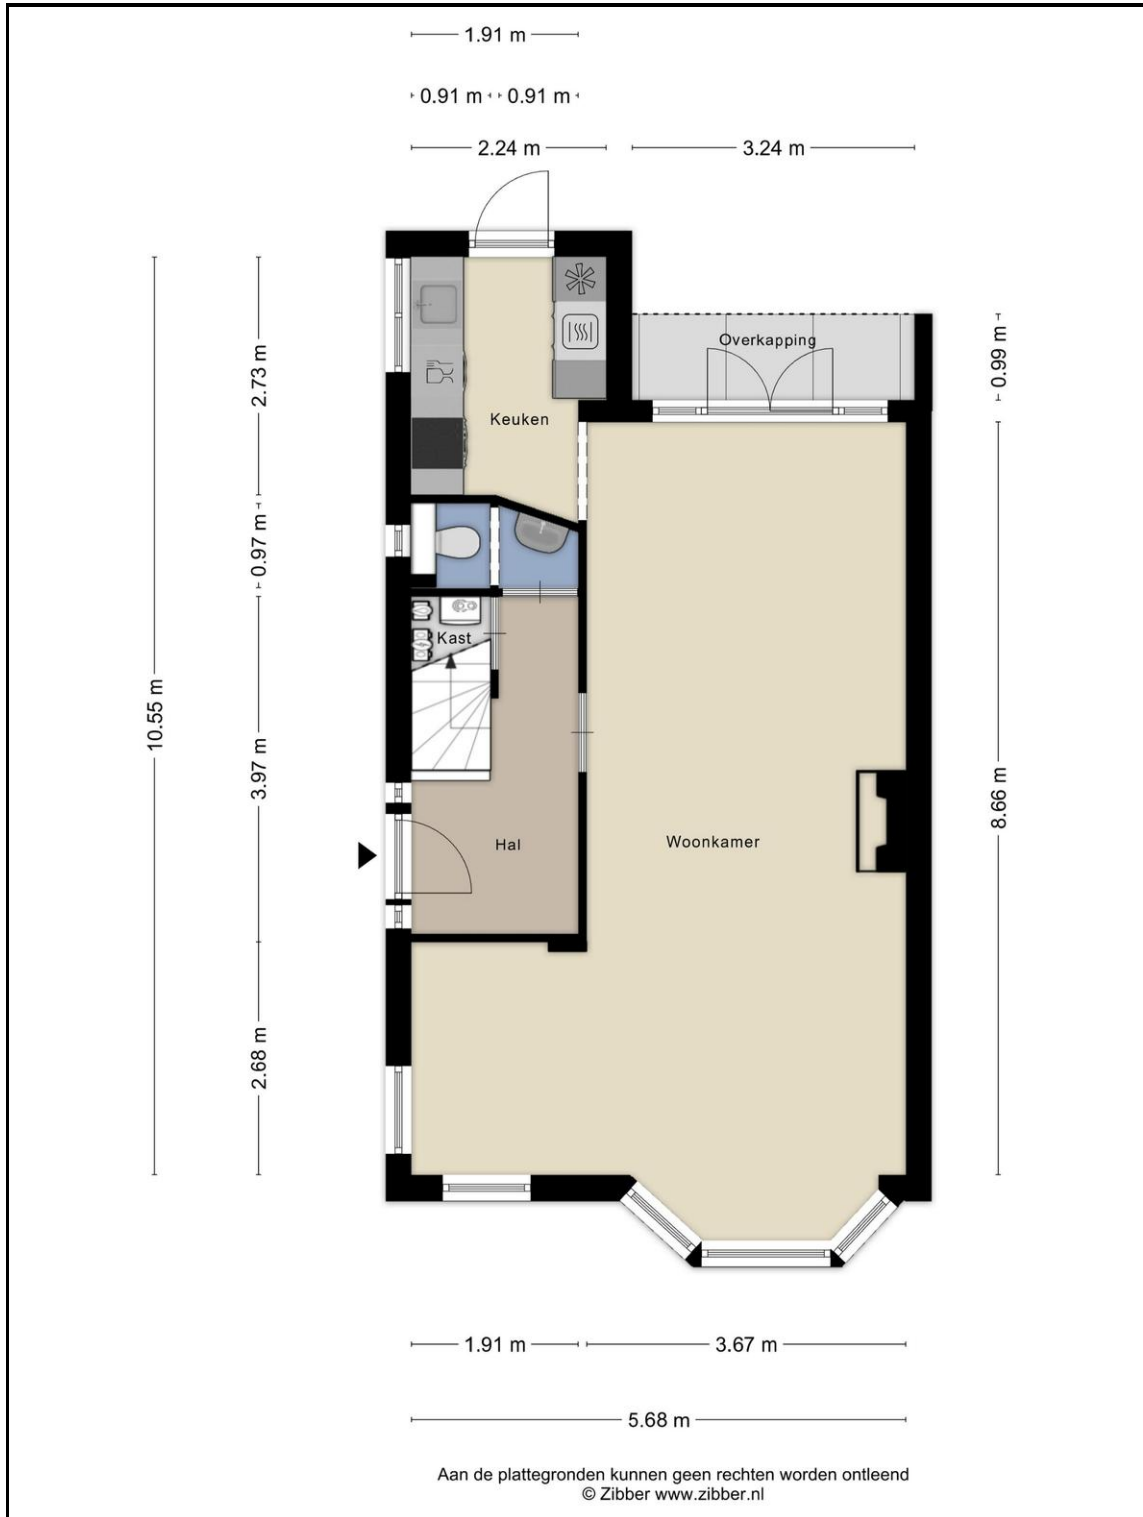 1.91 m
0.91 m 0.91 m
2.24 m 3.24 m
Overkapping
0.99 m
2.73 m
Keuken
0.97 m
Kast
10.55 m
3.97 m
8.66 m
Hal
Woonkamer
2.68 m
1.91 m 3.67 m
5.68 m
Aan de plattegronden kunnen geen rechten worden ontleend
© Zibber www.zibber.nl